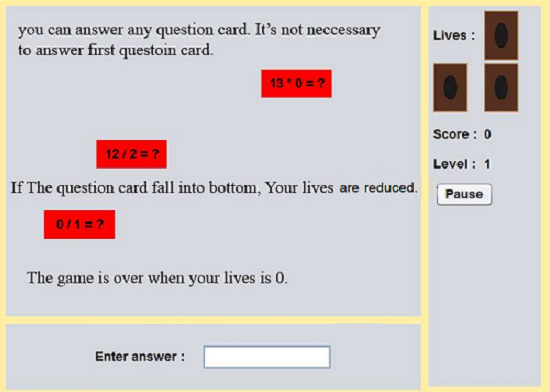 you can answer any question card. It's not neccessary
to answer first questoin card.
13 * 0 = ?
12 / 2 = ?
If The question card fall into bottom, Your lives are reduced.
0 / 1 = ?
The game is over when your lives is 0.
Enter answer :
Lives :
Score : 0
Level : 1
Pause